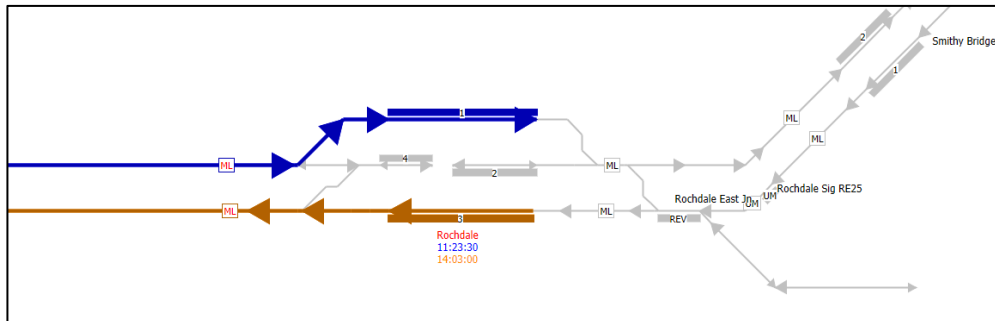 2
Smithy Bridge
1
ML
1
ML
ML
4
ML
2
Rochdale Sig RE25
UM
Rochdale East Jn
UM
ML
3
ML
REV
Rochdale
11:23:30
14:03:00